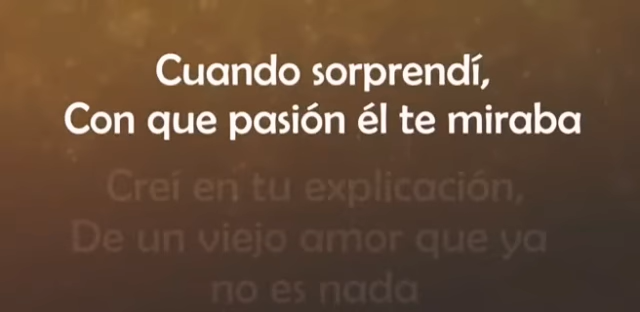 Cuando sorprendí,
Con que pasión él te miraba
Creí en tu explicación,
De un viejo amor que ya
no es nada